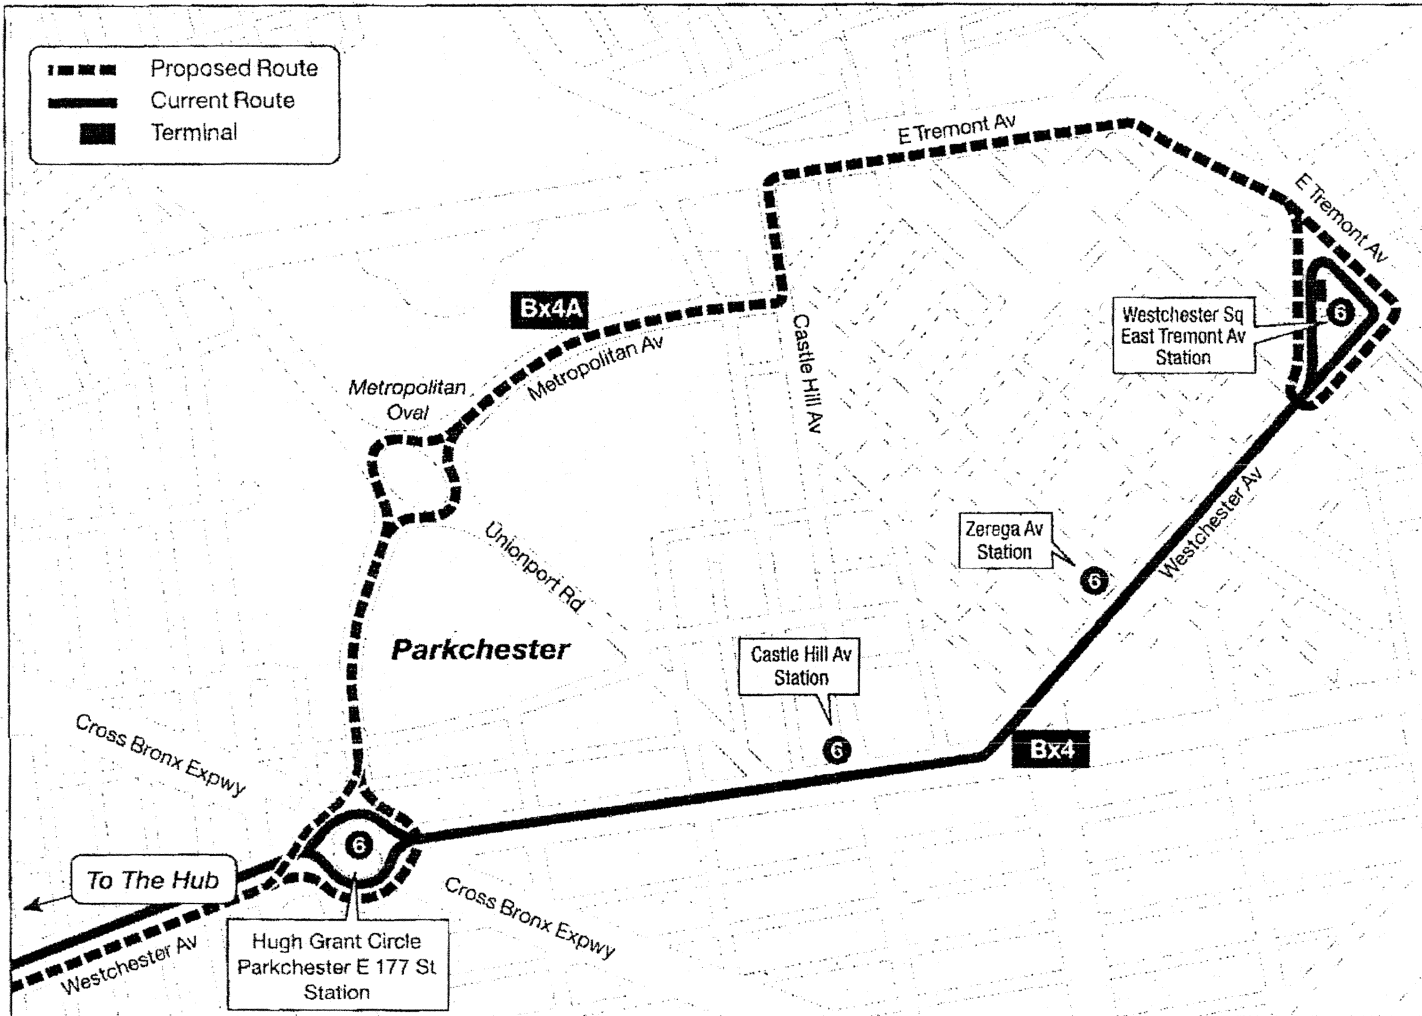 Proposed Route
Current Route
Terminal
E Tremont Av
E Tremont Av
Bx4A
Metropolitan Av
Castle Hill Av
Westchester Sq
East Tremont Av
Station
6
Metropolitan
Oval
Unionport Rd
Zerega Av
Station
6
Westchester Av
Parkchester
Castle Hill Av
Station
6
Bx4
Cross Bronx Expwy
6
To The Hub
Cross Bronx Expwy
Westchester Av
Hugh Grant Circle
Parkchester E 177 St
Station